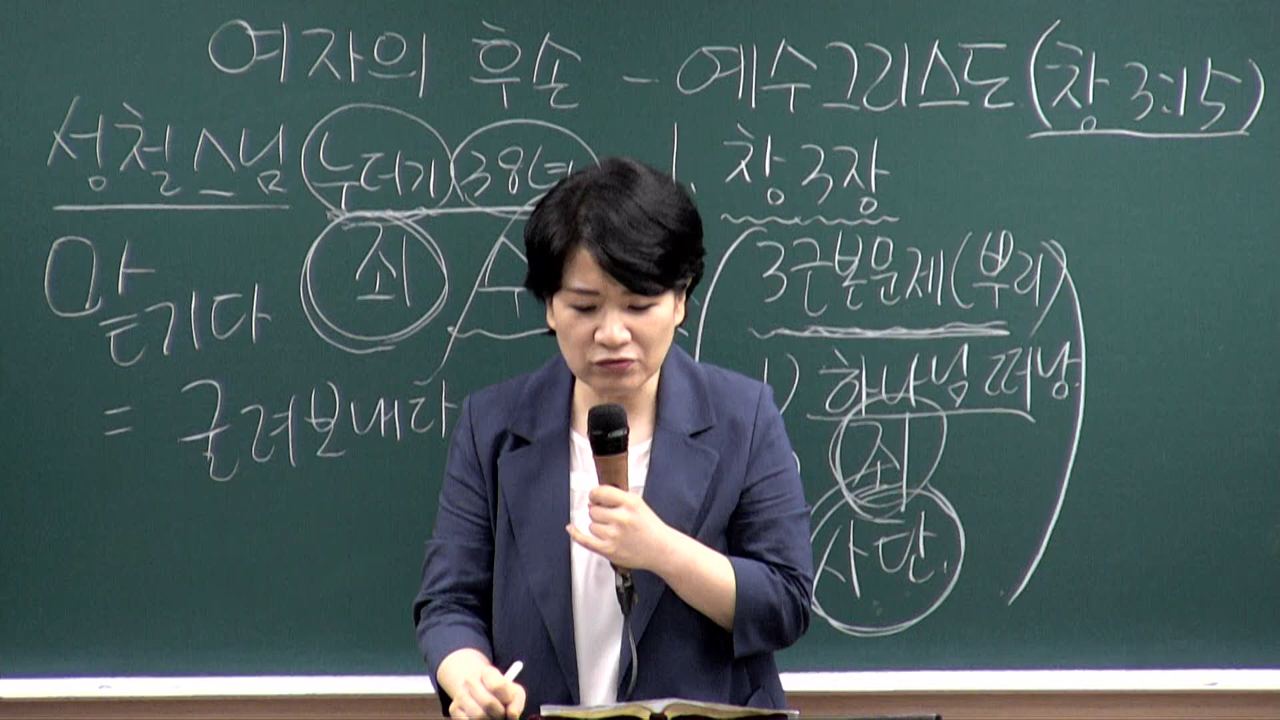 여자의 후손 - 예수그리스도 (창 3:15)
성철스님 누더기 38년
죄
맡기다
= 굴려보내다
1. 창 3장
3근본문제(뿌리)
1) 하나님 떠남.
죄
사단.